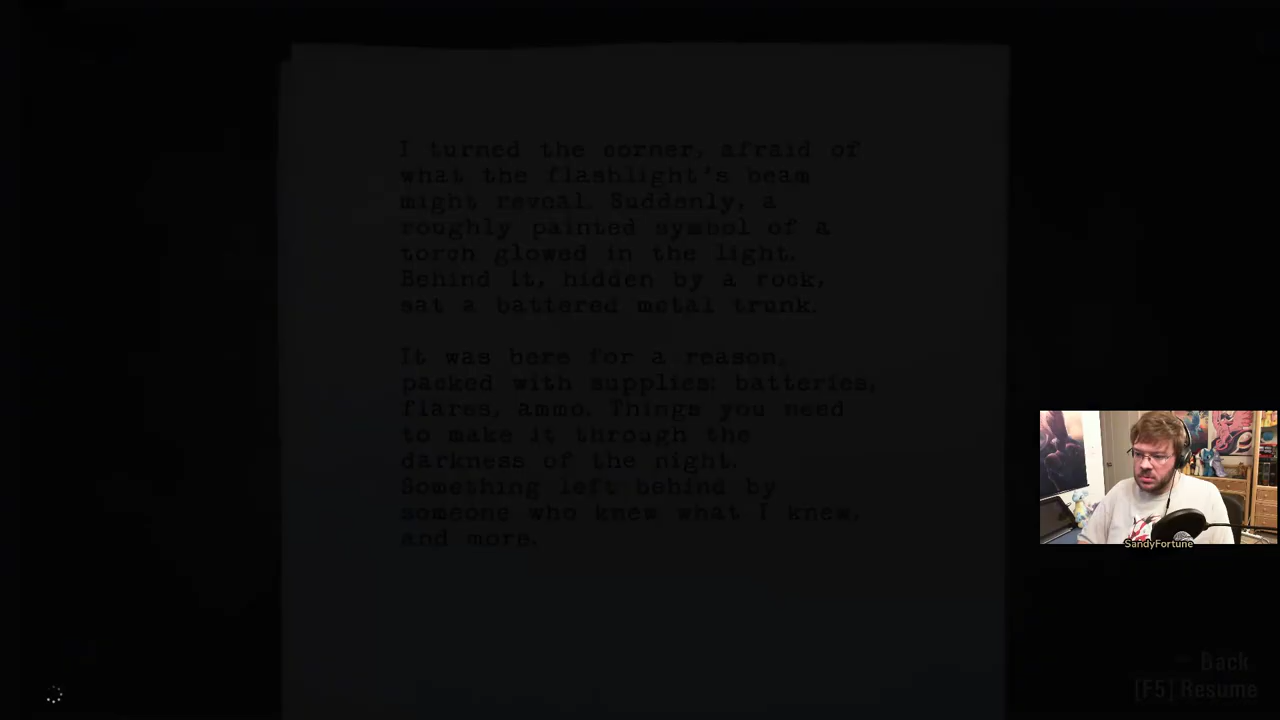 I turned the corner, afraid of
what the flashlight's beam
might reveal. Suddenly, a
roughly painted symbol of a
torch glowed in the light.
Behind it, hidden by a rock,
sat a battered metal trunk.
It was here for a reason,
packed with supplies: batteries,
flares, ammo. Things you need
to make it through the
darkness of the night.
Something left behind by
someone who knew what I knew,
and more.
SandyFortune
Back
[F5] Resume